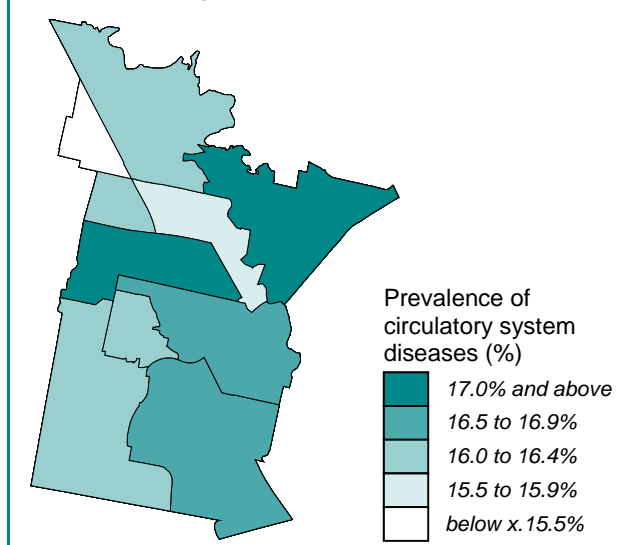 Prevalence of
circulatory system
diseases (%)
17.0% and above
16.5 to 16.9%
16.0 to 16.4%
15.5 to 15.9%
below x.15.5%